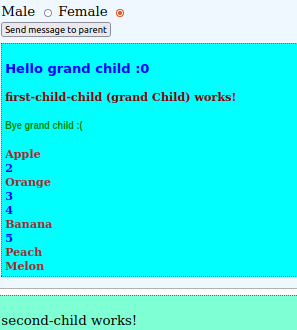 Male Female
Send message to parent
Hello grand child :0
first-child-child (grand Child) works!
Bye grand child :(
Apple
2
Orange
3
4
Banana
5
Peach
Melon
second-child works!